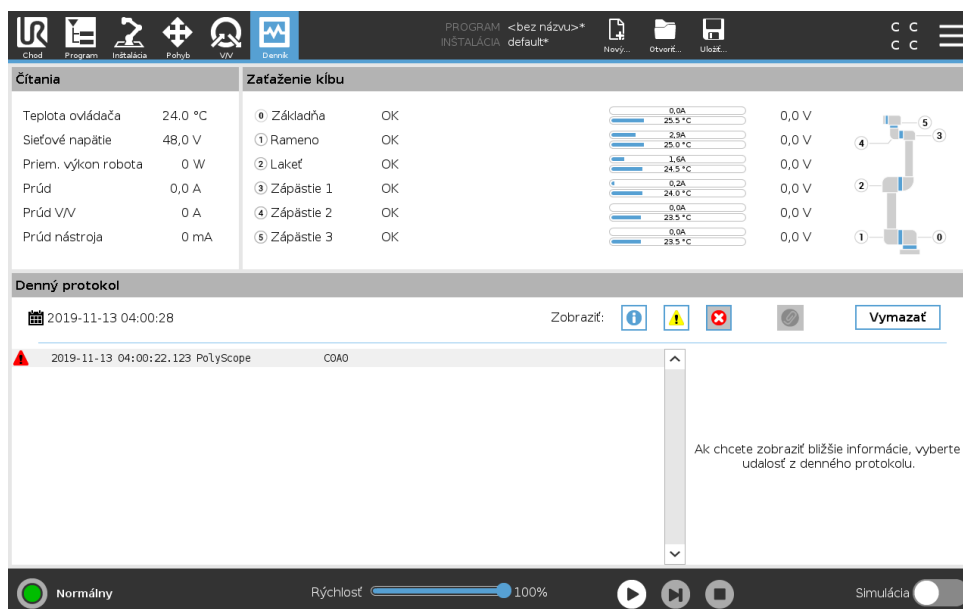 PROGRAM <bez názvu>*
INŠTALÁCIA default*
Chod Program Inštalácia Pohyb V/V Denník Nový... Otvoriť... Uložiť...
C C
C C
Čítania
Zaťaženie kĺbu
Teplota ovládača 24.0 °C
Sieťové napätie 48,0 V
Priem. výkon robota 0 W
Prúd 0,0 A
Prúd V/V 0 A
Prúd nástroja 0 mA
0 Základňa OK 0,0A 25.5 °C 0,0 V
1 Rameno OK 2,9A 25.0 °C 0,0 V
2 Lakeť OK 1,6A 24.5 °C 0,0 V
3 Zápästie 1 OK 0,2A 24.0 °C 0,0 V
4 Zápästie 2 OK 0,0A 23.5 °C 0,0 V
5 Zápästie 3 OK 0,0A 23.5 °C 0,0 V
5
4 3
2
1 0
Denný protokol
2019-11-13 04:00:28 Zobraziť: Vymazať
2019-11-13 04:00:22.123 PolyScope C0A0
Ak chcete zobraziť bližšie informácie, vyberte
udalosť z denného protokolu.
Normálny Rýchlosť 100% Simulácia